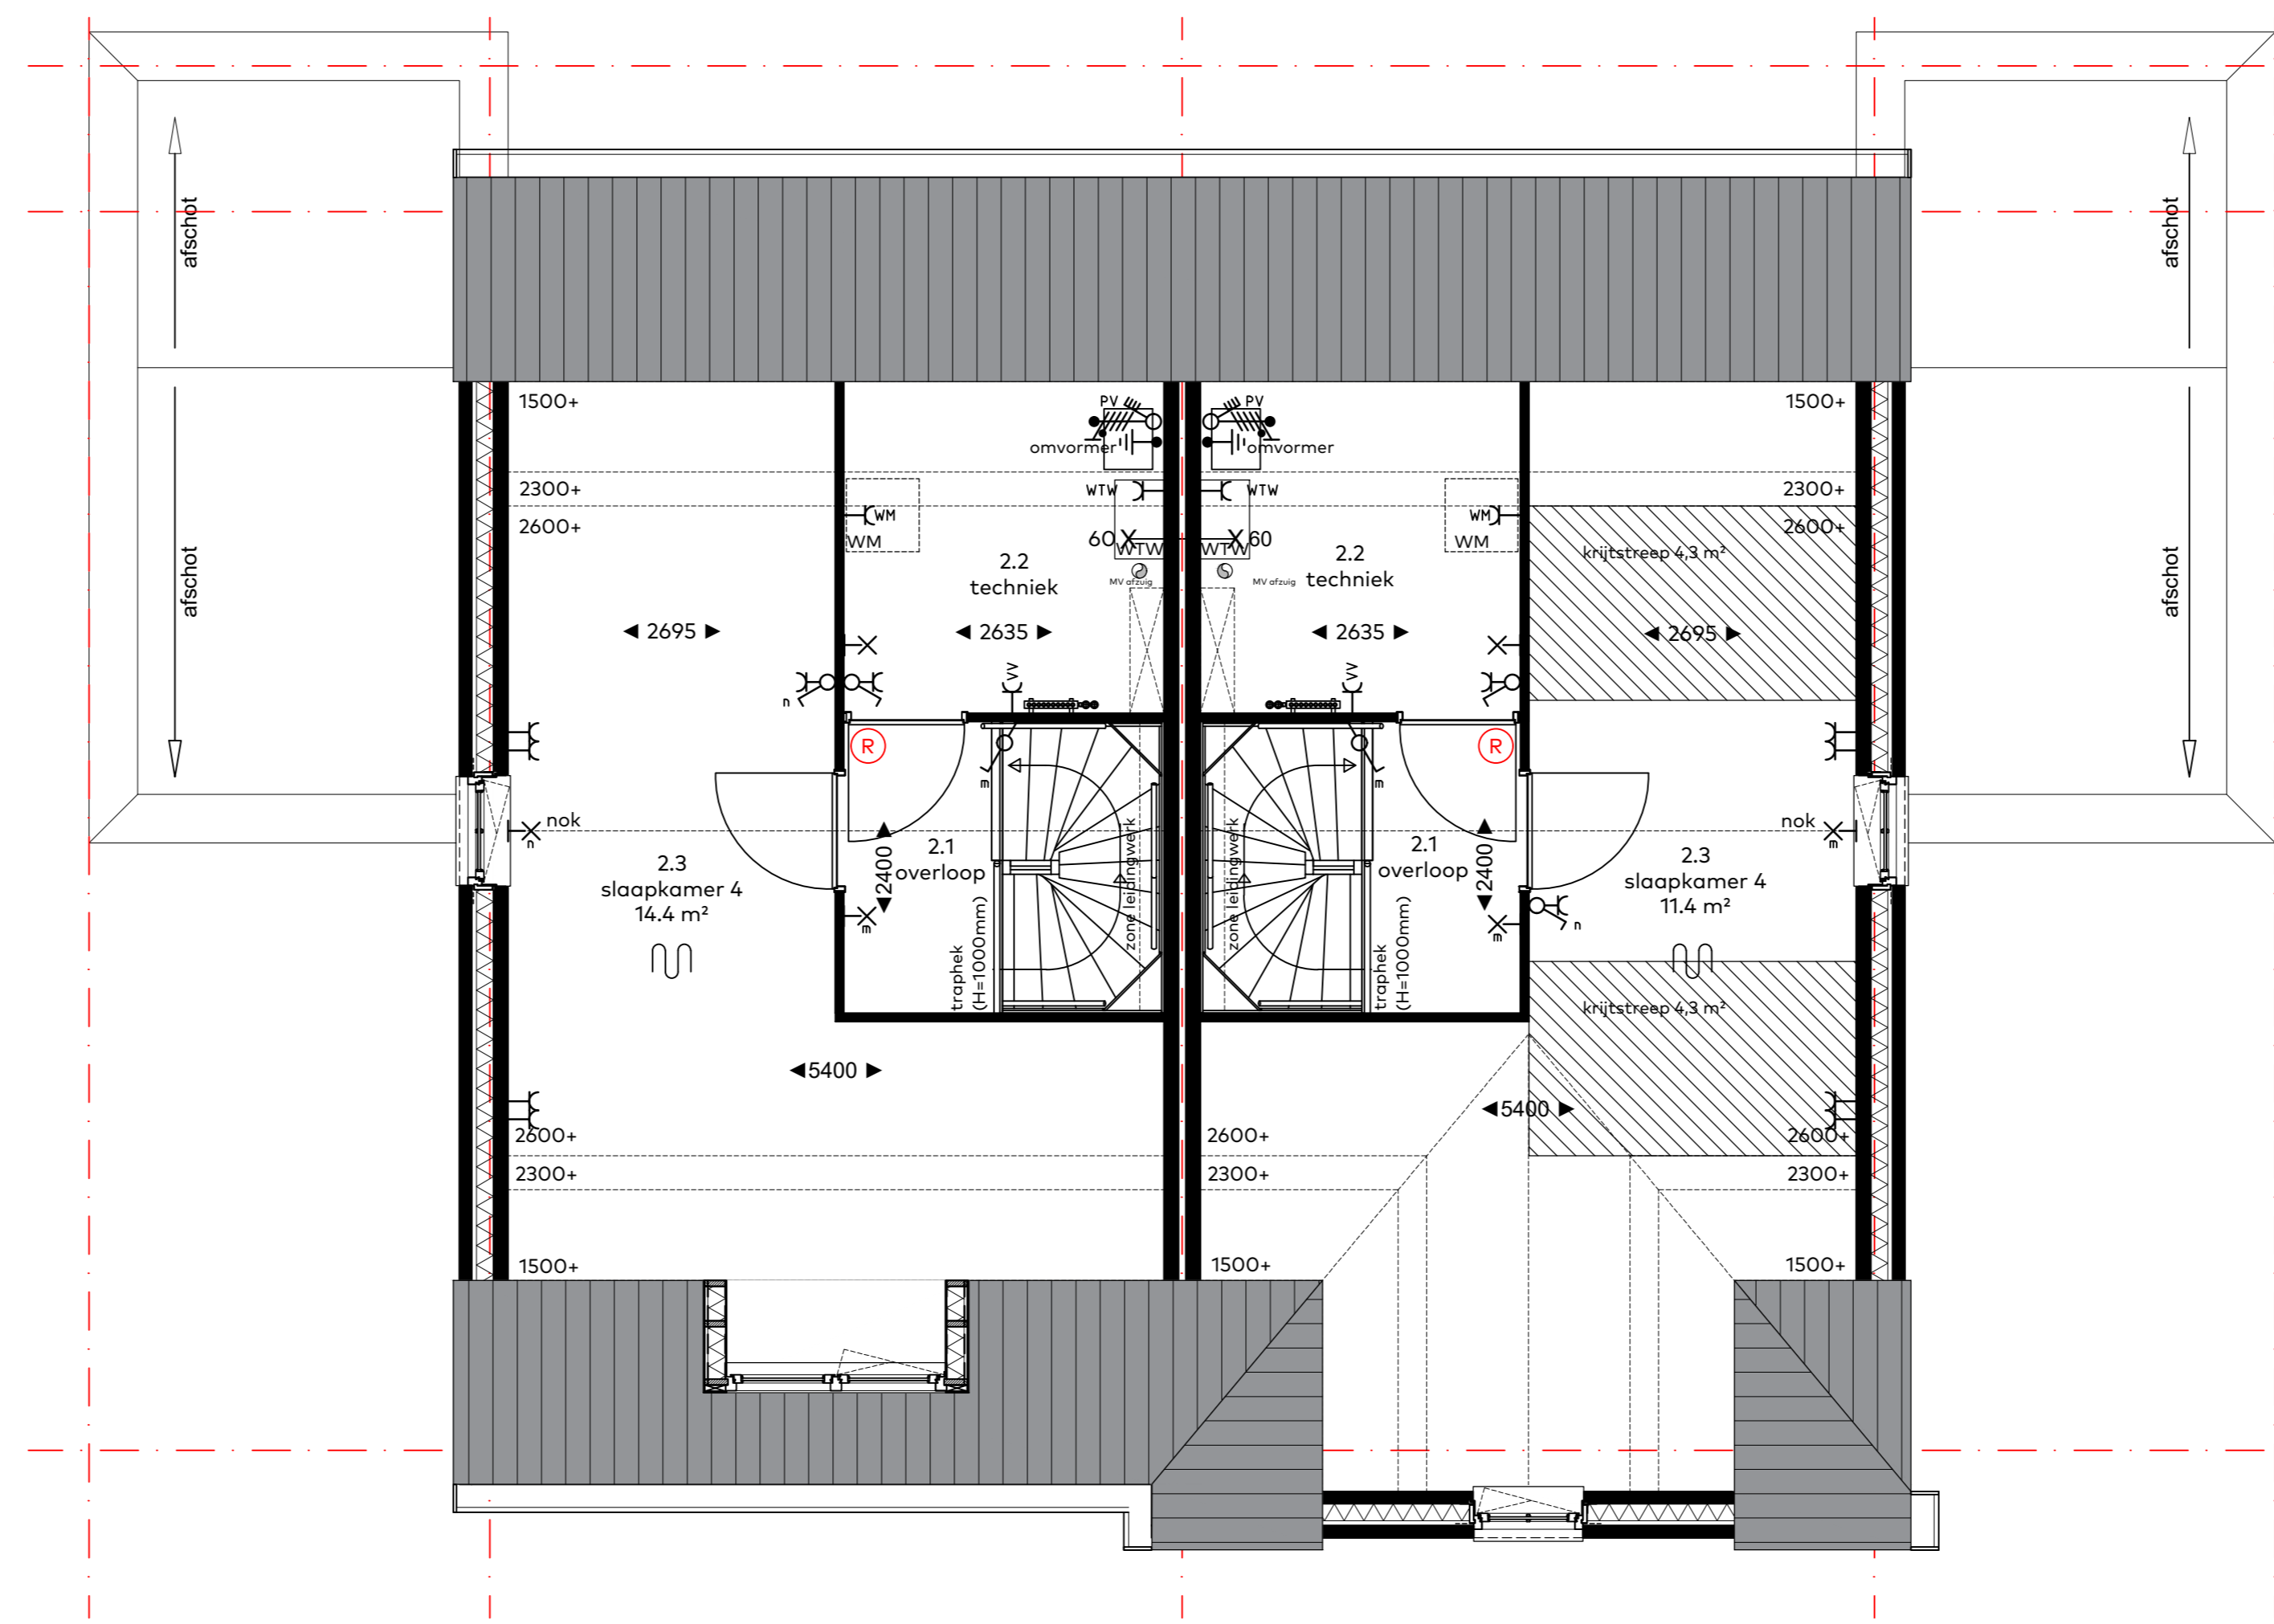 afschot
afschot
1500+
1500+
PV
PV
omvormer
omvormer
2300+
2300+
WTW
WTW
2600+
2600+
WM
WM
WM
WM
60
60
WTW
WTW
krijtstreep 4,3 m²
2.2
techniek
2.2
techniek
MV afzuig
MV afzuig
afschot
afschot
◄ 2695 ►
◄ 2635 ►
◄ 2635 ►
◄ 2695 ►
VV
VV
n
R
R
m
m
nok
nok
n
m
2.3
slaapkamer 4
14.4 m²
◄2400 ►
2.1
overloop
zone leidingwerk
zone leidingwerk
2.1
overloop
◄2400 ►
2.3
slaapkamer 4
11.4 m²
m
m
n
traphek
(H=1000mm)
traphek
(H=1000mm)
krijtstreep 4,3 m²
◄5400 ►
◄5400 ►
2600+
2600+
2600+
2300+
2300+
2300+
1500+
1500+
1500+